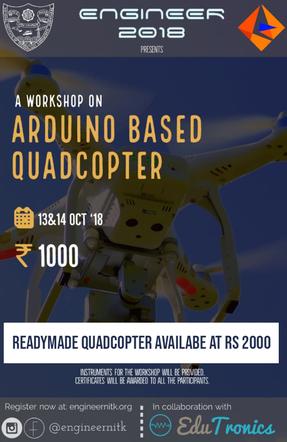 ENGINEER
2018
PRESENTS
A WORKSHOP ON
ARDUINO BASED
QUADCOPTER
13&14 OCT '18
₹ 1000
READYMADE QUADCOPTER AVAILABE AT RS 2000
INSTRUMENTS FOR THE WORKSHOP WILL BE PROVIDED.
CERTIFICATES WILL BE AWARDED TO ALL THE PARTICIPANTS.
Register now at: engineernitk.org
@engineernitk
In collaboration with
EduTronics